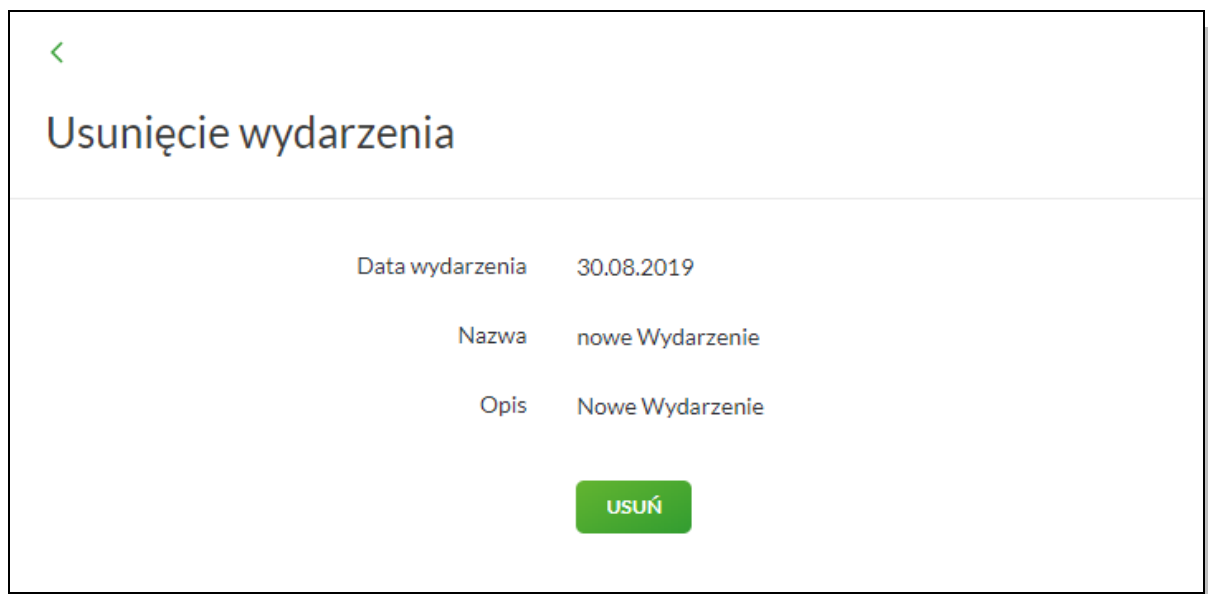 Usunięcie wydarzenia
Data wydarzenia 30.08.2019
Nazwa nowe Wydarzenie
Opis Nowe Wydarzenie
USUŃ